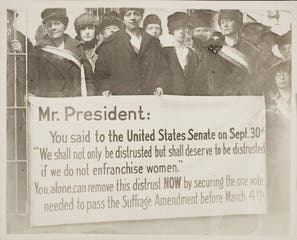 Mr. President:
You said to the United States Senate on Sept. 30th
"We shall not only be distrusted but shall deserve to be distrusted
if we do not enfranchise women."
You, alone, can remove this distrust NOW by securing the one vote
needed to pass the Suffrage Amendment before March 4th